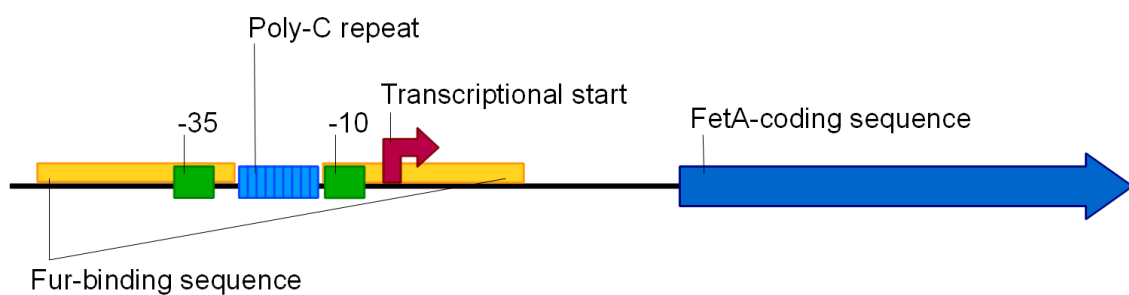 Poly-C repeat
Transcriptional start
-35
-10
FetA-coding sequence
Fur-binding sequence